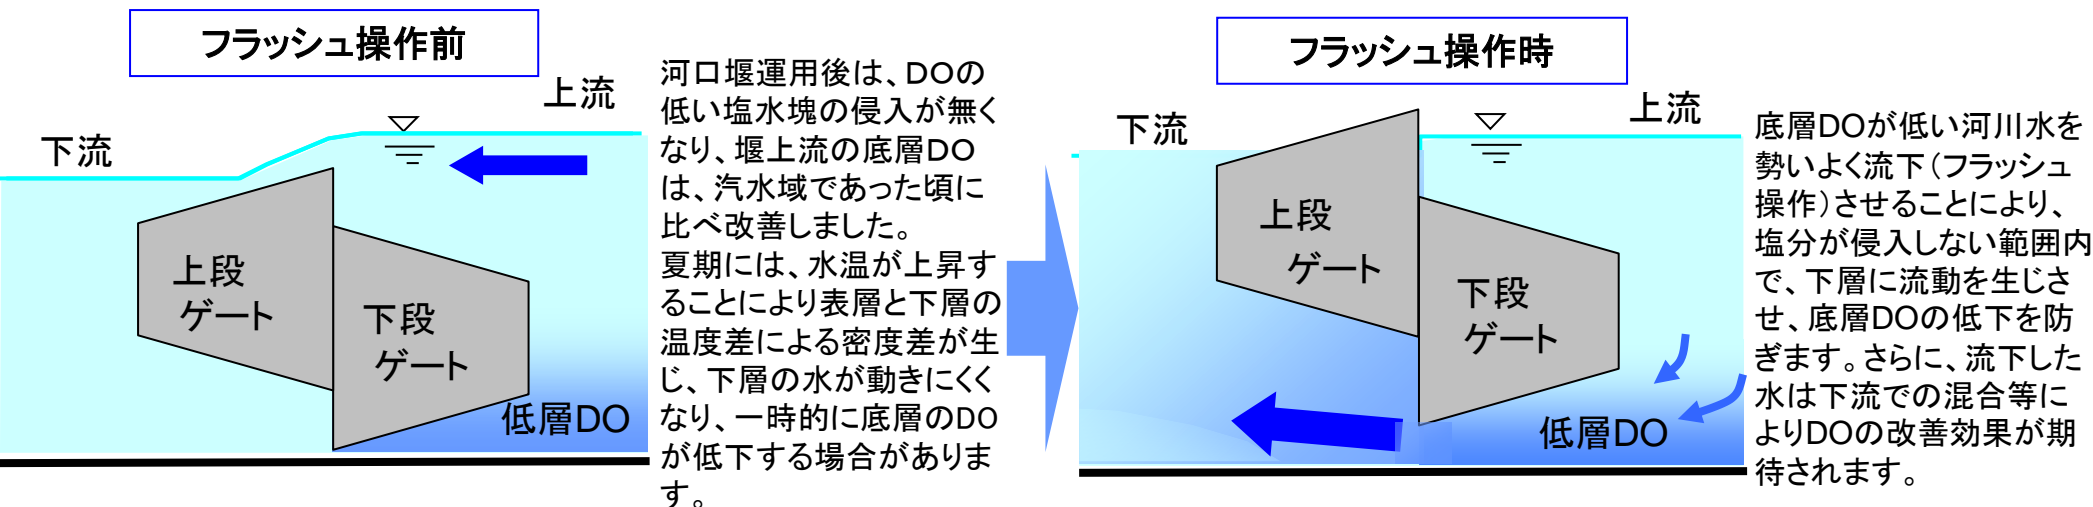 フラッシュ操作前
上流
下流
上段
ゲート
下段
ゲート
低層DO
河口堰運用後は、DOの
低い塩水塊の侵入が無く
なり、堰上流の底層DO
は、汽水域であった頃に
比べ改善しました。
夏期には、水温が上昇す
ることにより表層と下層の
温度差による密度差が生
じ、下層の水が動きにくく
なり、一時的に底層のDO
が低下する場合がありま
す。
フラッシュ操作時
上流
下流
上段
ゲート
下段
ゲート
低層DO
底層DOが低い河川水を
勢いよく流下（フラッシュ
操作）させることにより、
塩分が侵入しない範囲内
で、下層に流動を生じさ
せ、底層DOの低下を防
ぎます。さらに、流下した
水は下流での混合等に
よりDOの改善効果が期
待されます。